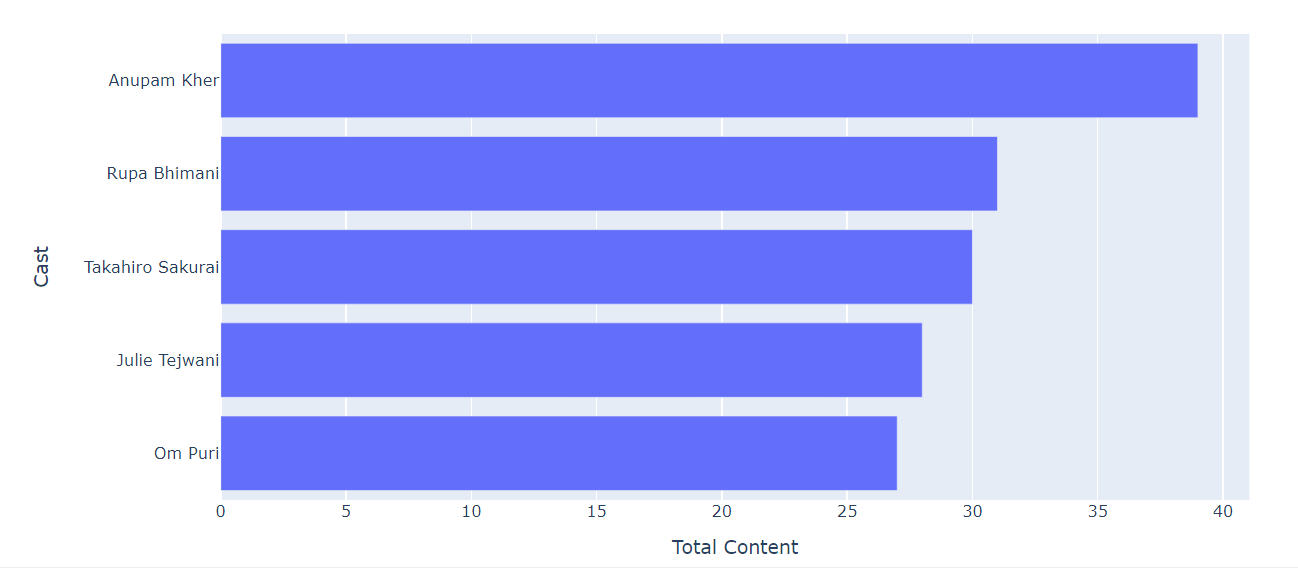 Anupam Kher
Rupa Bhimani
Takahiro Sakurai
Julie Tejwani
Om Puri
Cast
0 5 10 15 20 25 30 35 40
Total Content